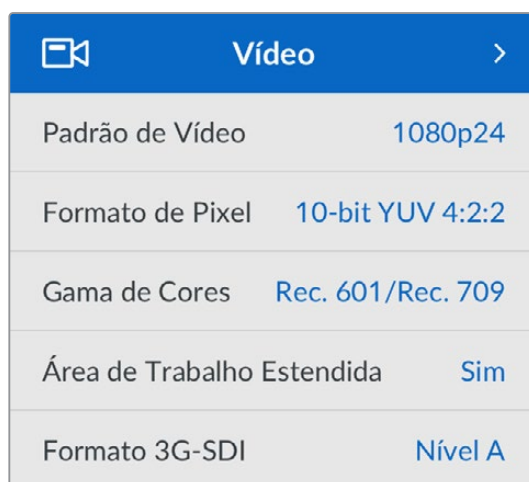 Vídeo
Padrão de Vídeo 1080p24
Formato de Pixel 10-bit YUV 4:2:2
Gama de Cores Rec. 601/Rec. 709
Área de Trabalho Estendida Sim
Formato 3G-SDI Nível A